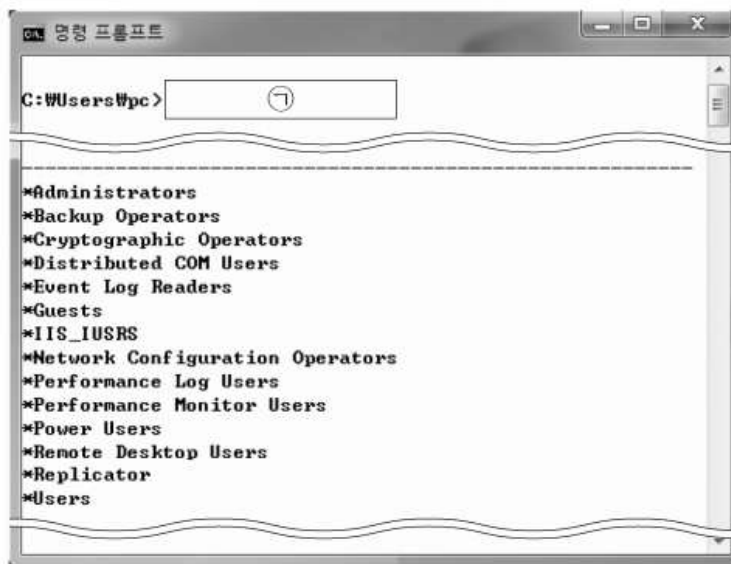 명령 프롬프트
C:₩Users₩pc> ㉠
*Administrators
*Backup Operators
*Cryptographic Operators
*Distributed COM Users
*Event Log Readers
*Guests
*IIS_IUSRS
*Network Configuration Operators
*Performance Log Users
*Performance Monitor Users
*Power Users
*Remote Desktop Users
*Replicator
*Users